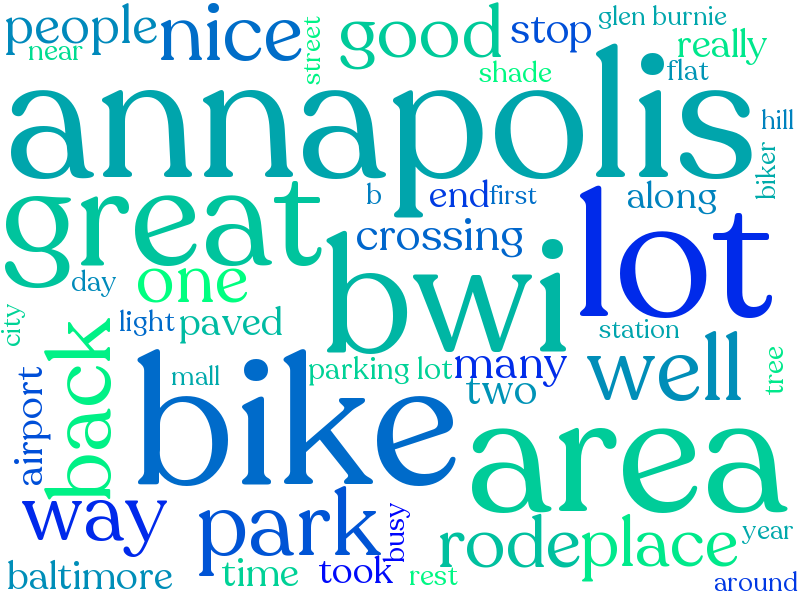 people
nice
street
good
stop
glen burnie
near
really
shade
flat
annapolis
hill
biker
great
b
end
first
along
lot
crossing
bwi
day
one
city
light
paved
station
back
mall
parking lot
many
two
well
tree
airport
bike
area
way
park
busy
rode
place
year
baltimore
time
took
rest
around